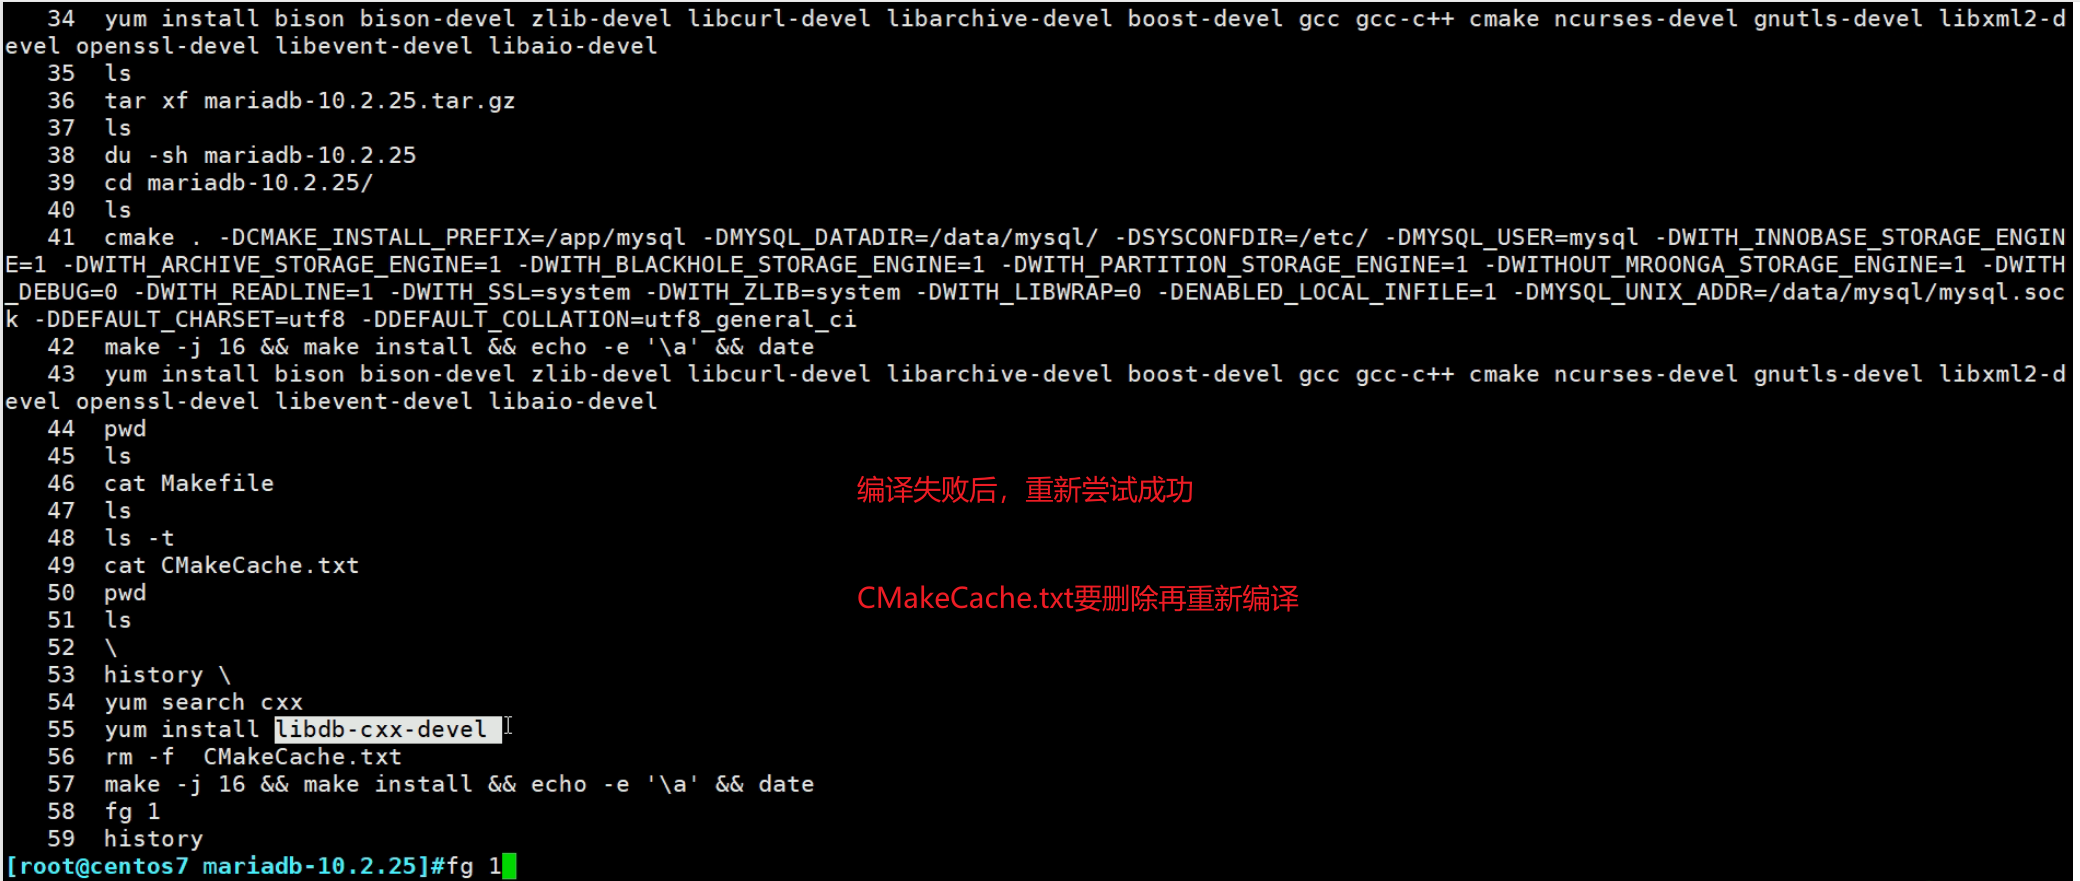 34  yum install bison bison-devel zlib-devel libcurl-devel libarchive-devel boost-devel gcc gcc-c++ cmake ncurses-devel gnutls-devel libxml2-d
evel openssl-devel libevent-devel libaio-devel
35  ls
36  tar xf mariadb-10.2.25.tar.gz
37  ls
38  du -sh mariadb-10.2.25
39  cd mariadb-10.2.25/
40  ls
41  cmake . -DCMAKE_INSTALL_PREFIX=/app/mysql -DMYSQL_DATADIR=/data/mysql/ -DSYSCONFDIR=/etc/ -DMYSQL_USER=mysql -DWITH_INNOBASE_STORAGE_ENGIN
E=1 -DWITH_ARCHIVE_STORAGE_ENGINE=1 -DWITH_BLACKHOLE_STORAGE_ENGINE=1 -DWITH_PARTITION_STORAGE_ENGINE=1 -DWITHOUT_MROONGA_STORAGE_ENGINE=1 -DWITH
_DEBUG=0 -DWITH_READLINE=1 -DWITH_SSL=system -DWITH_ZLIB=system -DWITH_LIBWRAP=0 -DENABLED_LOCAL_INFILE=1 -DMYSQL_UNIX_ADDR=/data/mysql/mysql.soc
k -DDEFAULT_CHARSET=utf8 -DDEFAULT_COLLATION=utf8_general_ci
42  make -j 16 && make install && echo -e '\a' && date
43  yum install bison bison-devel zlib-devel libcurl-devel libarchive-devel boost-devel gcc gcc-c++ cmake ncurses-devel gnutls-devel libxml2-d
evel openssl-devel libevent-devel libaio-devel
44  pwd
45  ls
46  cat Makefile
编译失败后，重新尝试成功
47  ls
48  ls -t
49  cat CMakeCache.txt
50  pwd
CMakeCache.txt要删除再重新编译
51  ls
52  \
53  history \
54  yum search cxx
55  yum install libdb-cxx-devel
56  rm -f  CMakeCache.txt
57  make -j 16 && make install && echo -e '\a' && date
58  fg 1
59  history
[root@centos7 mariadb-10.2.25]#fg 1